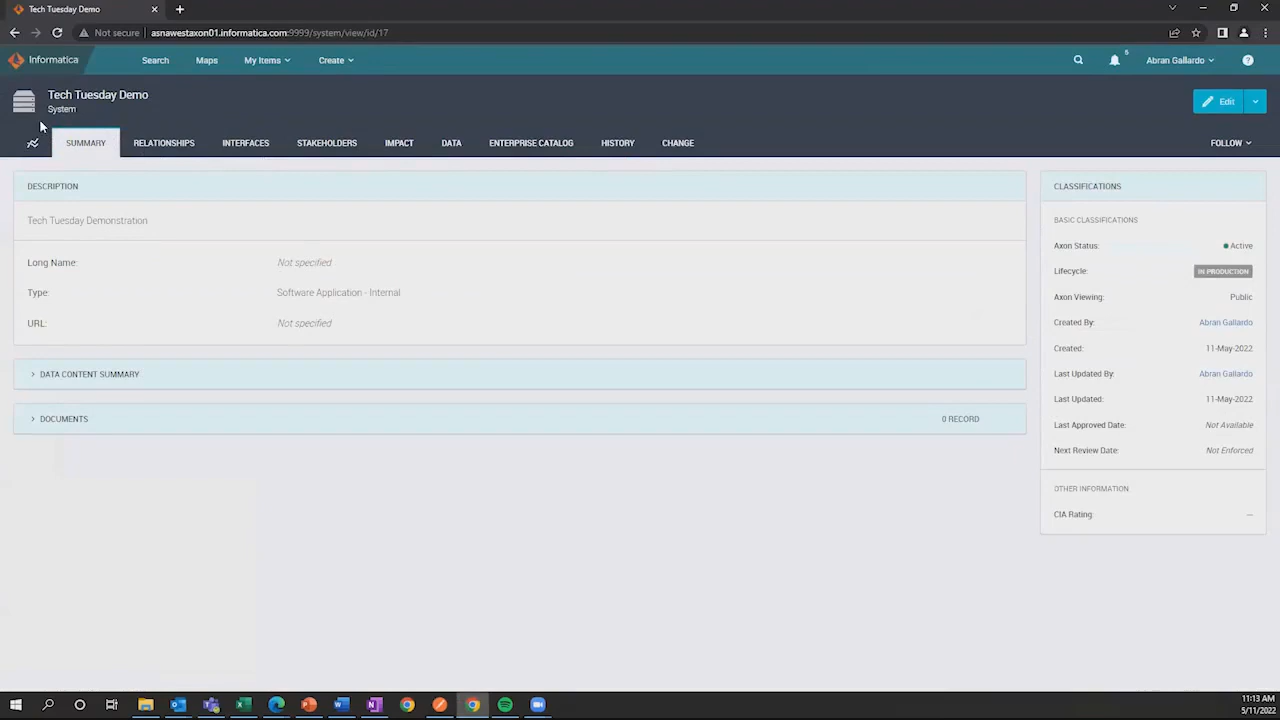 Tech Tuesday Demo
Not secure asnawestaxon01.informatica.com:9999/system/view/id/17
Informatica Search Maps My Items Create 5 Abran Gallardo
Tech Tuesday Demo
System
Edit
SUMMARY RELATIONSHIPS INTERFACES STAKEHOLDERS IMPACT DATA ENTERPRISE CATALOG HISTORY CHANGE FOLLOW
DESCRIPTION
Tech Tuesday Demonstration
Long Name: Not specified
Type: Software Application - Internal
URL: Not specified
DATA CONTENT SUMMARY
DOCUMENTS 0 RECORD
CLASSIFICATIONS
BASIC CLASSIFICATIONS
Axon Status: Active
Lifecycle: IN PRODUCTION
Axon Viewing: Public
Created By: Abran Gallardo
Created: 11-May-2022
Last Updated By: Abran Gallardo
Last Updated: 11-May-2022
Last Approved Date: Not Available
Next Review Date: Not Enforced
OTHER INFORMATION
CIA Rating: --
11:13 AM
5/11/2022